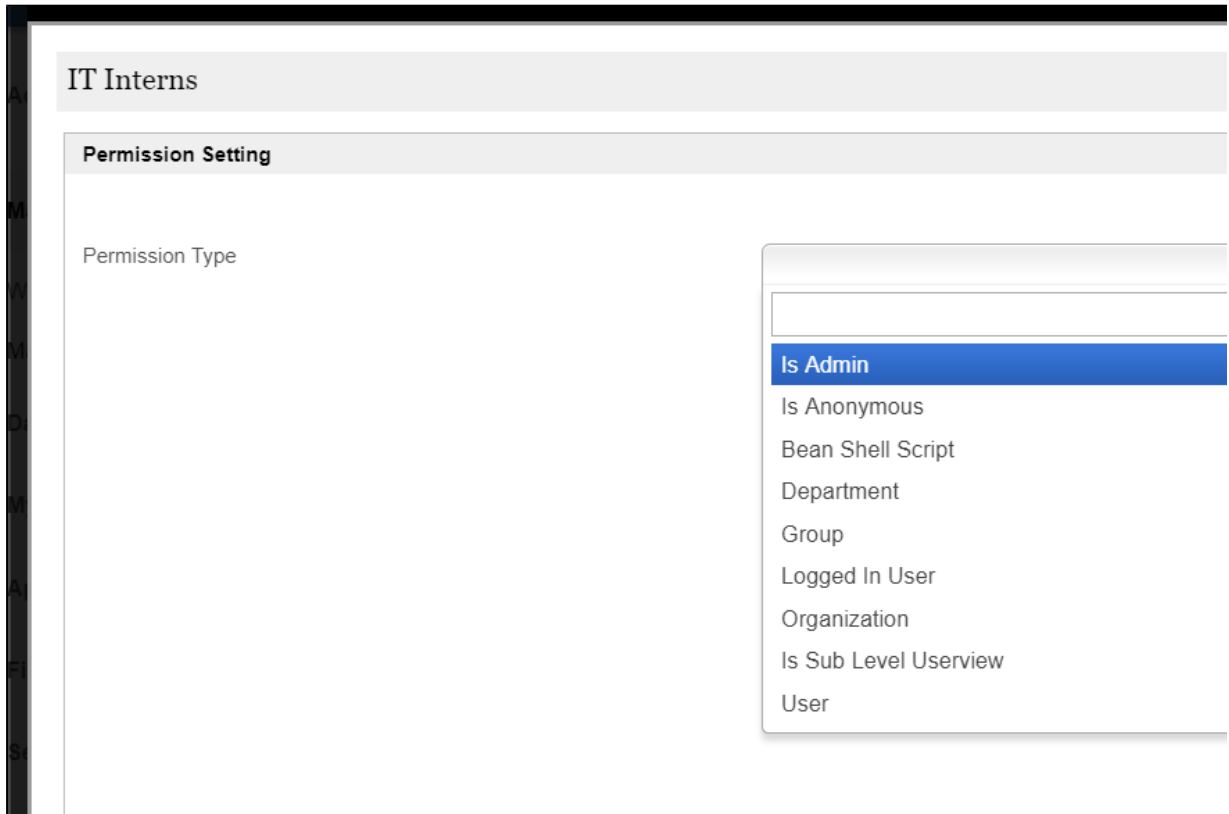 IT Interns
Permission Setting
Permission Type
Is Admin
Is Anonymous
Bean Shell Script
Department
Group
Logged In User
Organization
Is Sub Level Userview
User